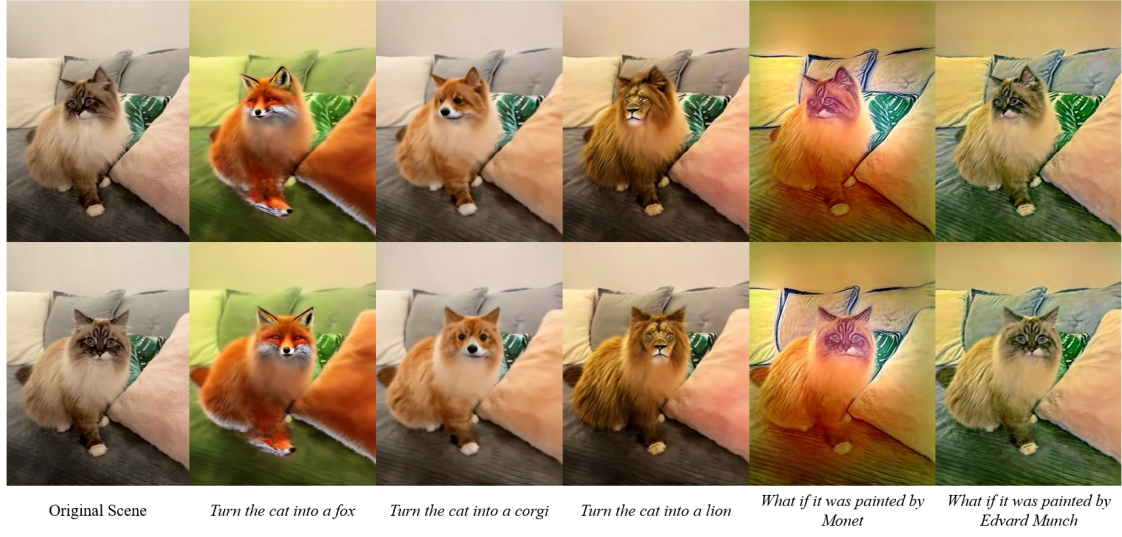 Original Scene
Turn the cat into a fox
Turn the cat into a corgi
Turn the cat into a lion
What if it was painted by
Monet
What if it was painted by
Edvard Munch